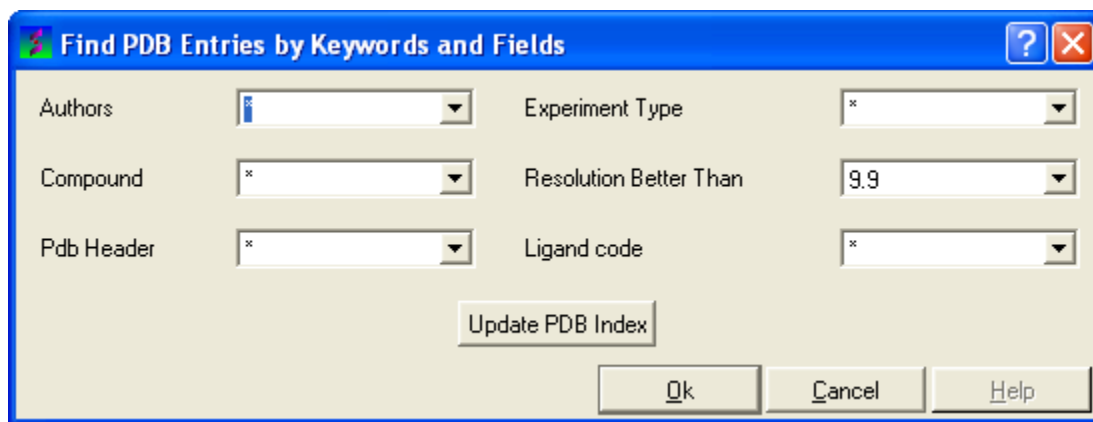 Find PDB Entries by Keywords and Fields
Authors * Experiment Type *
Compound * Resolution Better Than 9.9
Pdb Header * Ligand code *
Update PDB Index
Ok Cancel Help